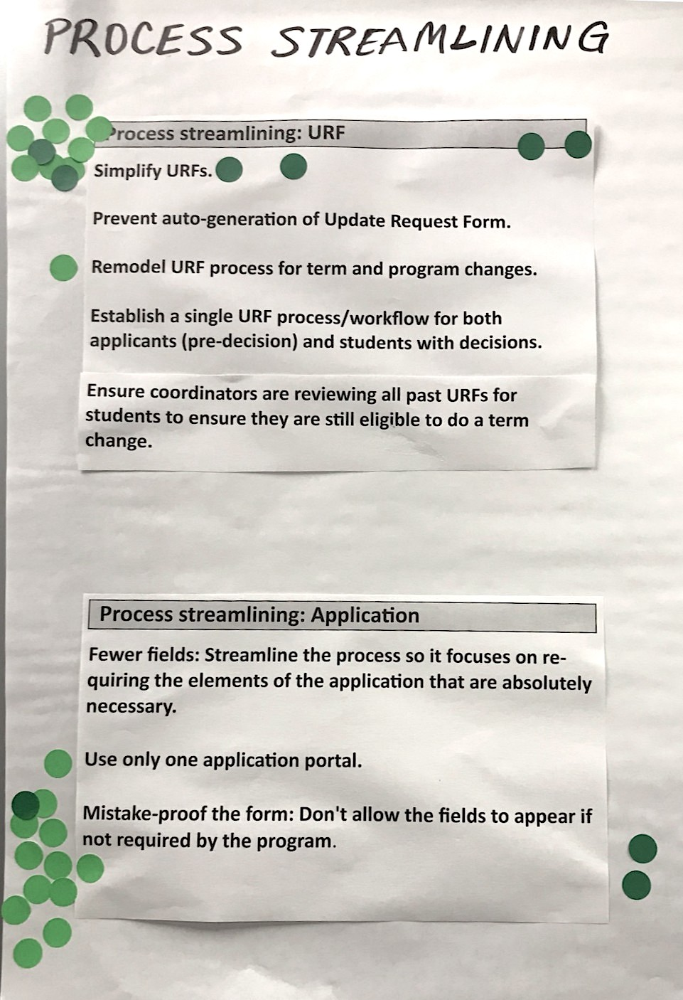 PROCESS STREAMLINING
Process streamlining: URF
Simplify URFs.
Prevent auto-generation of Update Request Form.
Remodel URF process for term and program changes.
Establish a single URF process/workflow for both
applicants (pre-decision) and students with decisions.
Ensure coordinators are reviewing all past URFs for
students to ensure they are still eligible to do a term
change.
Process streamlining: Application
Fewer fields: Streamline the process so it focuses on re-
quiring the elements of the application that are absolutely
necessary.
Use only one application portal.
Mistake-proof the form: Don't allow the fields to appear if
not required by the program.